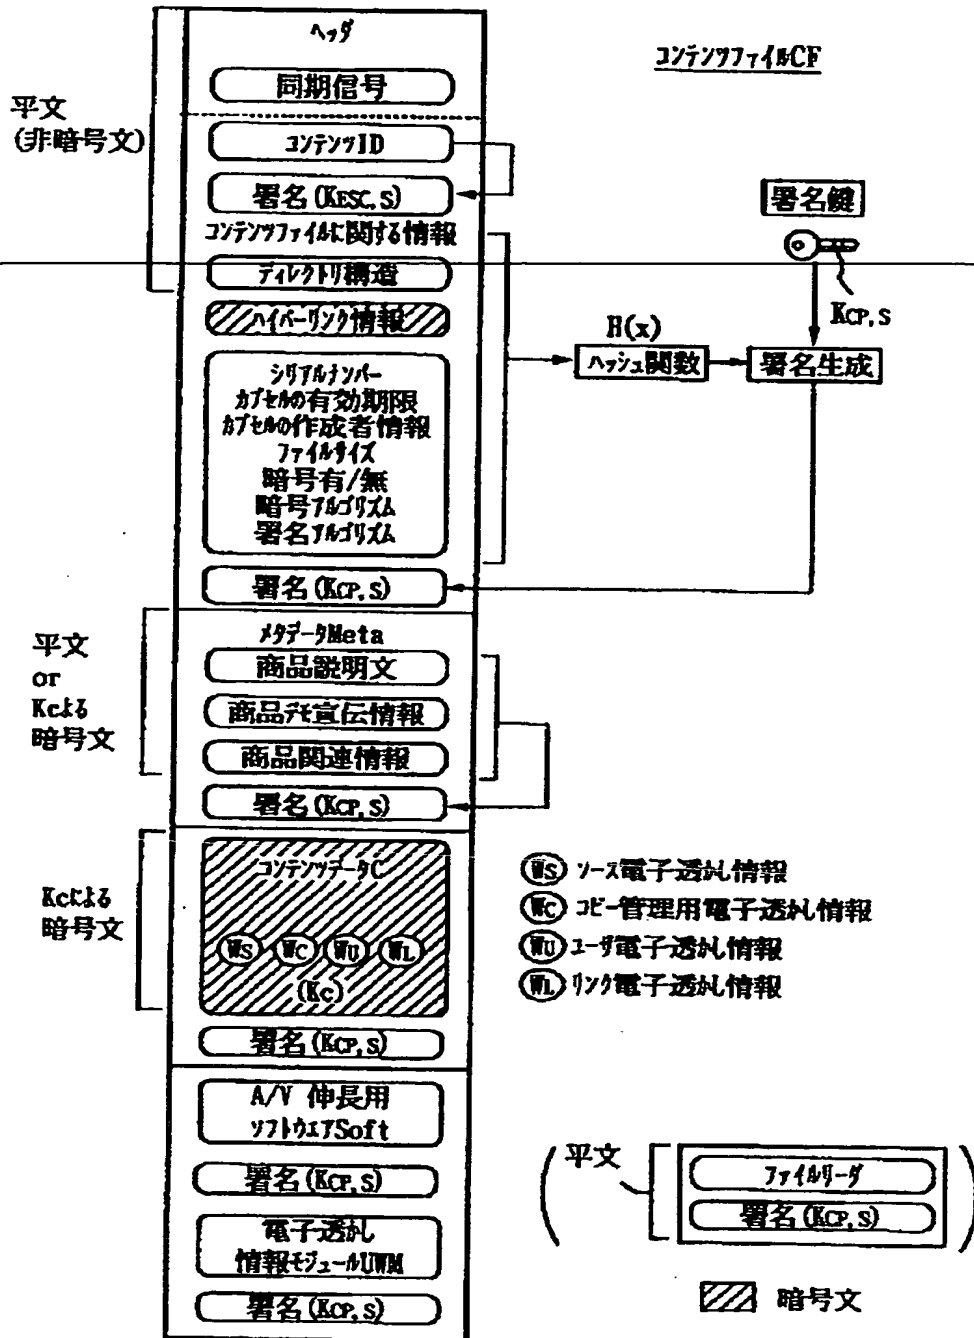 コンテンツファイルCF
ヘッダ
同期信号
平文
(非暗号文)
コンテンツID
署名(KESC,S)
コンテンツファイルに関する情報
ディレクトリ構造
ハイパーリンク情報
シリアルナンバー
カプセルの有効期限
カプセルの作成者情報
ファイルサイズ
暗号有/無
暗号アルゴリズム
署名アルゴリズム
署名(KCP,S)
署名鍵
KCP,S
H(x)
ハッシュ関数
署名生成
平文
or
Kcよる
暗号文
メタデータMeta
商品説明文
商品デモ宣伝情報
商品関連情報
署名(KCP,S)
Kcによる
暗号文
コンテンツデータC
WS
WC
WU
WL
(Kc)
署名(KCP,S)
WS ソース電子透かし情報
WC コピー管理用電子透かし情報
WU ユーザ電子透かし情報
WL リンク電子透かし情報
A/V 伸長用
ソフトウエアSoft
署名(KCP,S)
電子透かし
情報モジュールUWM
署名(KCP,S)
平文
ファイルリーダ
署名(KCP,S)
暗号文